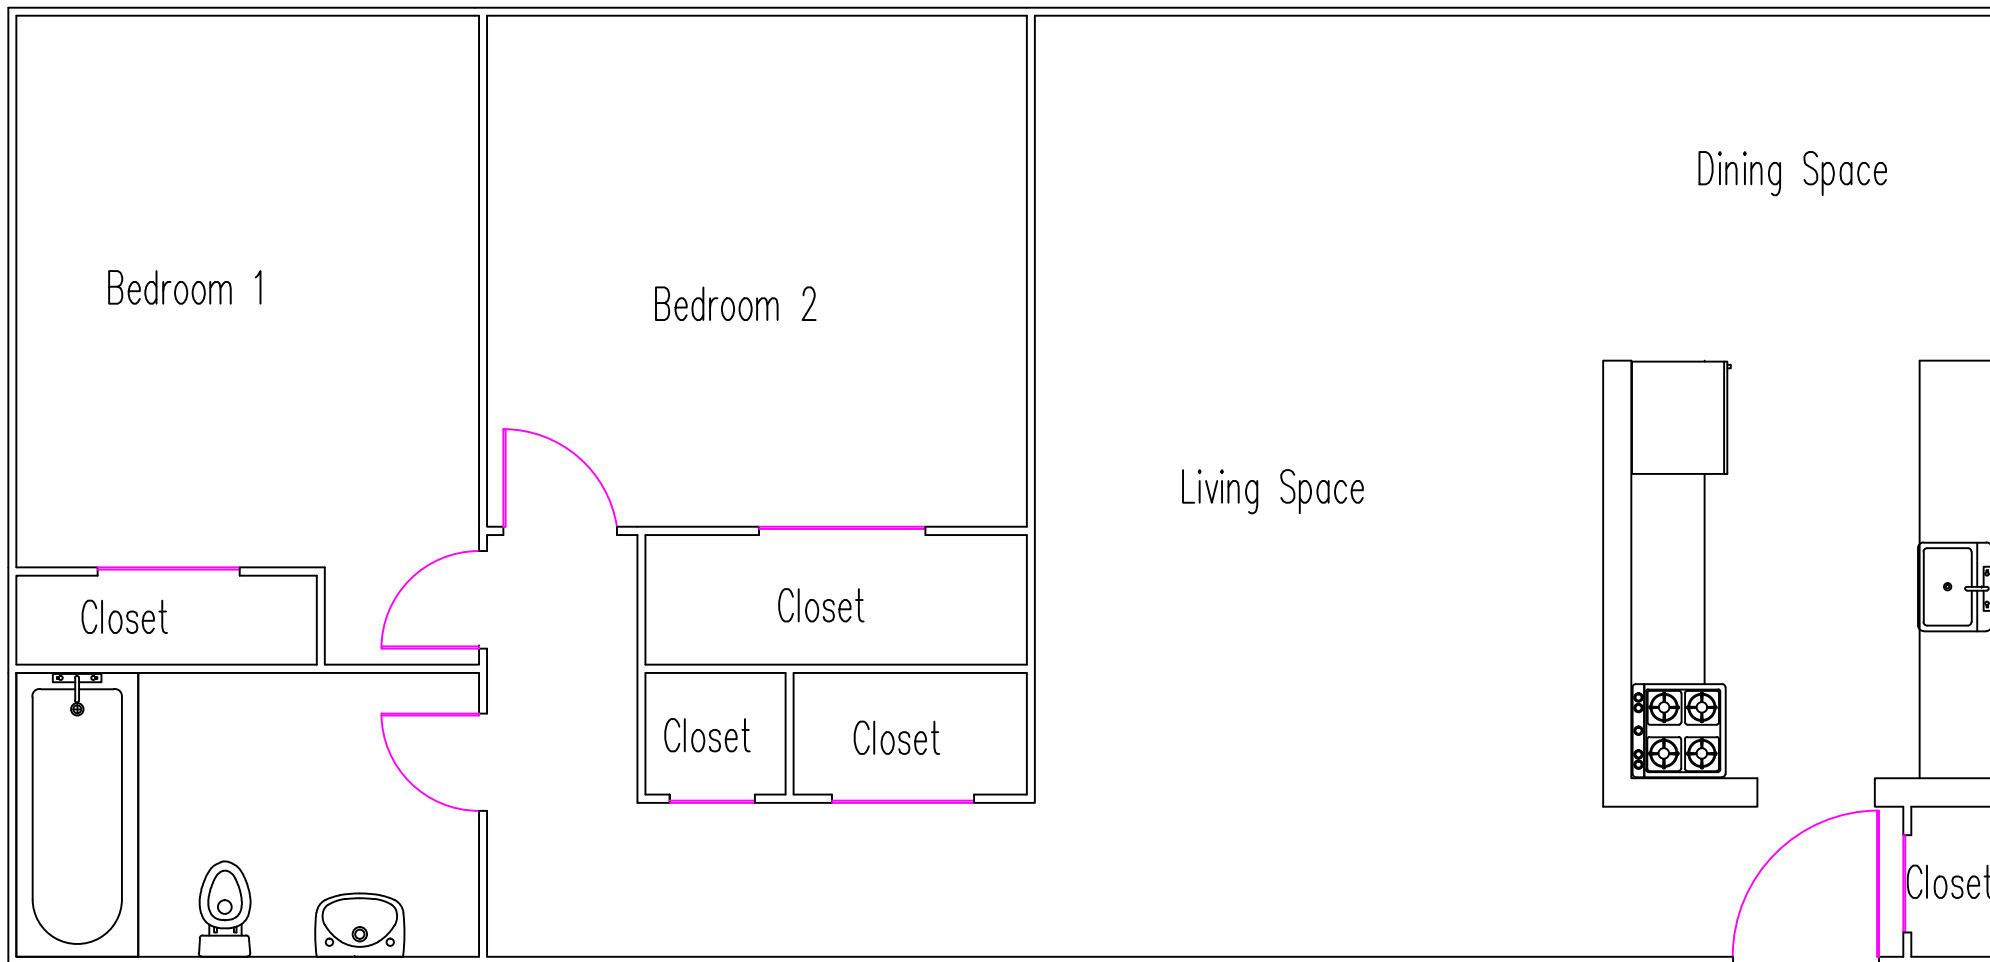 Dining Space
Bedroom 1
Bedroom 2
Living Space
Closet
Closet
Closet
Closet
Closet